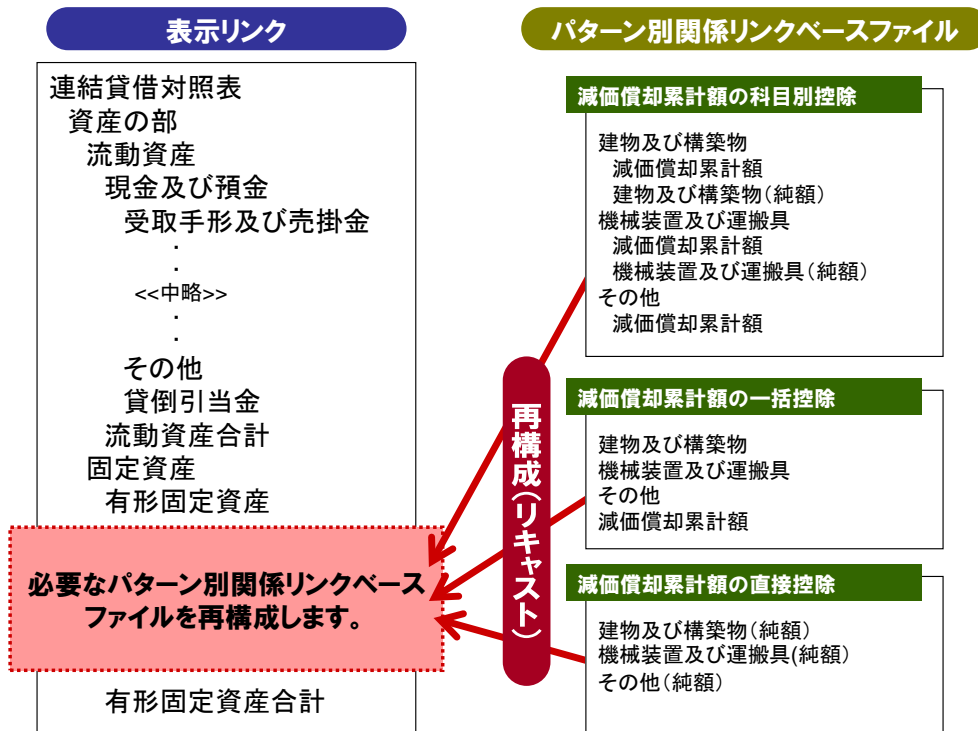 表示リンク
連結貸借対照表
資産の部
流動資産
現金及び預金
受取手形及び売掛金
・
・
<<中略>>
・
・
その他
貸倒引当金
流動資産合計
固定資産
有形固定資産
必要なパターン別関係リンクベース
ファイルを再構成します。
有形固定資産合計
再構成(リキャスト)
パターン別関係リンクベースファイル
減価償却累計額の科目別控除
建物及び構築物
減価償却累計額
建物及び構築物(純額)
機械装置及び運搬具
減価償却累計額
機械装置及び運搬具(純額)
その他
減価償却累計額
減価償却累計額の一括控除
建物及び構築物
機械装置及び運搬具
その他
減価償却累計額
減価償却累計額の直接控除
建物及び構築物(純額)
機械装置及び運搬具(純額)
その他(純額)